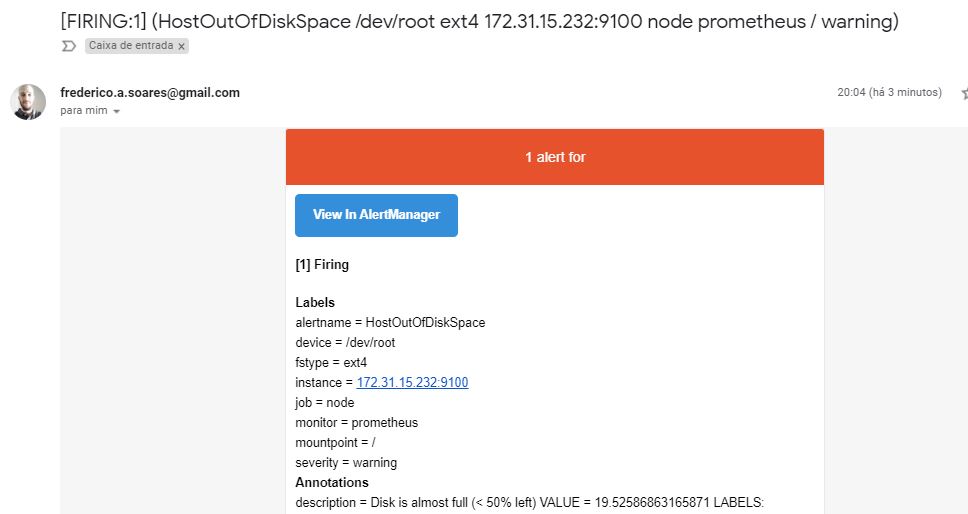 [FIRING:1] (HostOutOfDiskSpace /dev/root ext4 172.31.15.232:9100 node prometheus / warning)
Caixa de entrada x
frederico.a.soares@gmail.com
20:04 (há 3 minutos)
para mim
1 alert for
View In AlertManager
[1] Firing
Labels
alertname = HostOutOfDiskSpace
device = /dev/root
fstype = ext4
instance = 172.31.15.232:9100
job = node
monitor = prometheus
mountpoint = /
severity = warning
Annotations
description = Disk is almost full (< 50% left) VALUE = 19.52586863165871 LABELS: